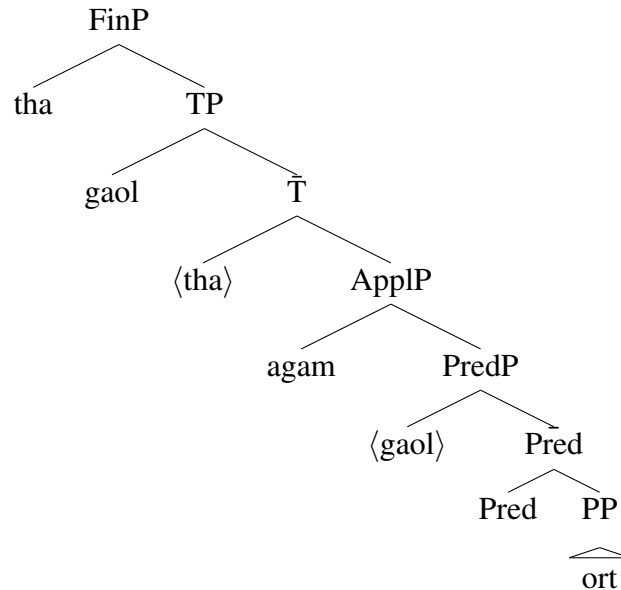 FinP
tha TP
gaol T̄
⟨tha⟩ ApplP
agam PredP
⟨gaol⟩ Pred̄
Pred PP
ort